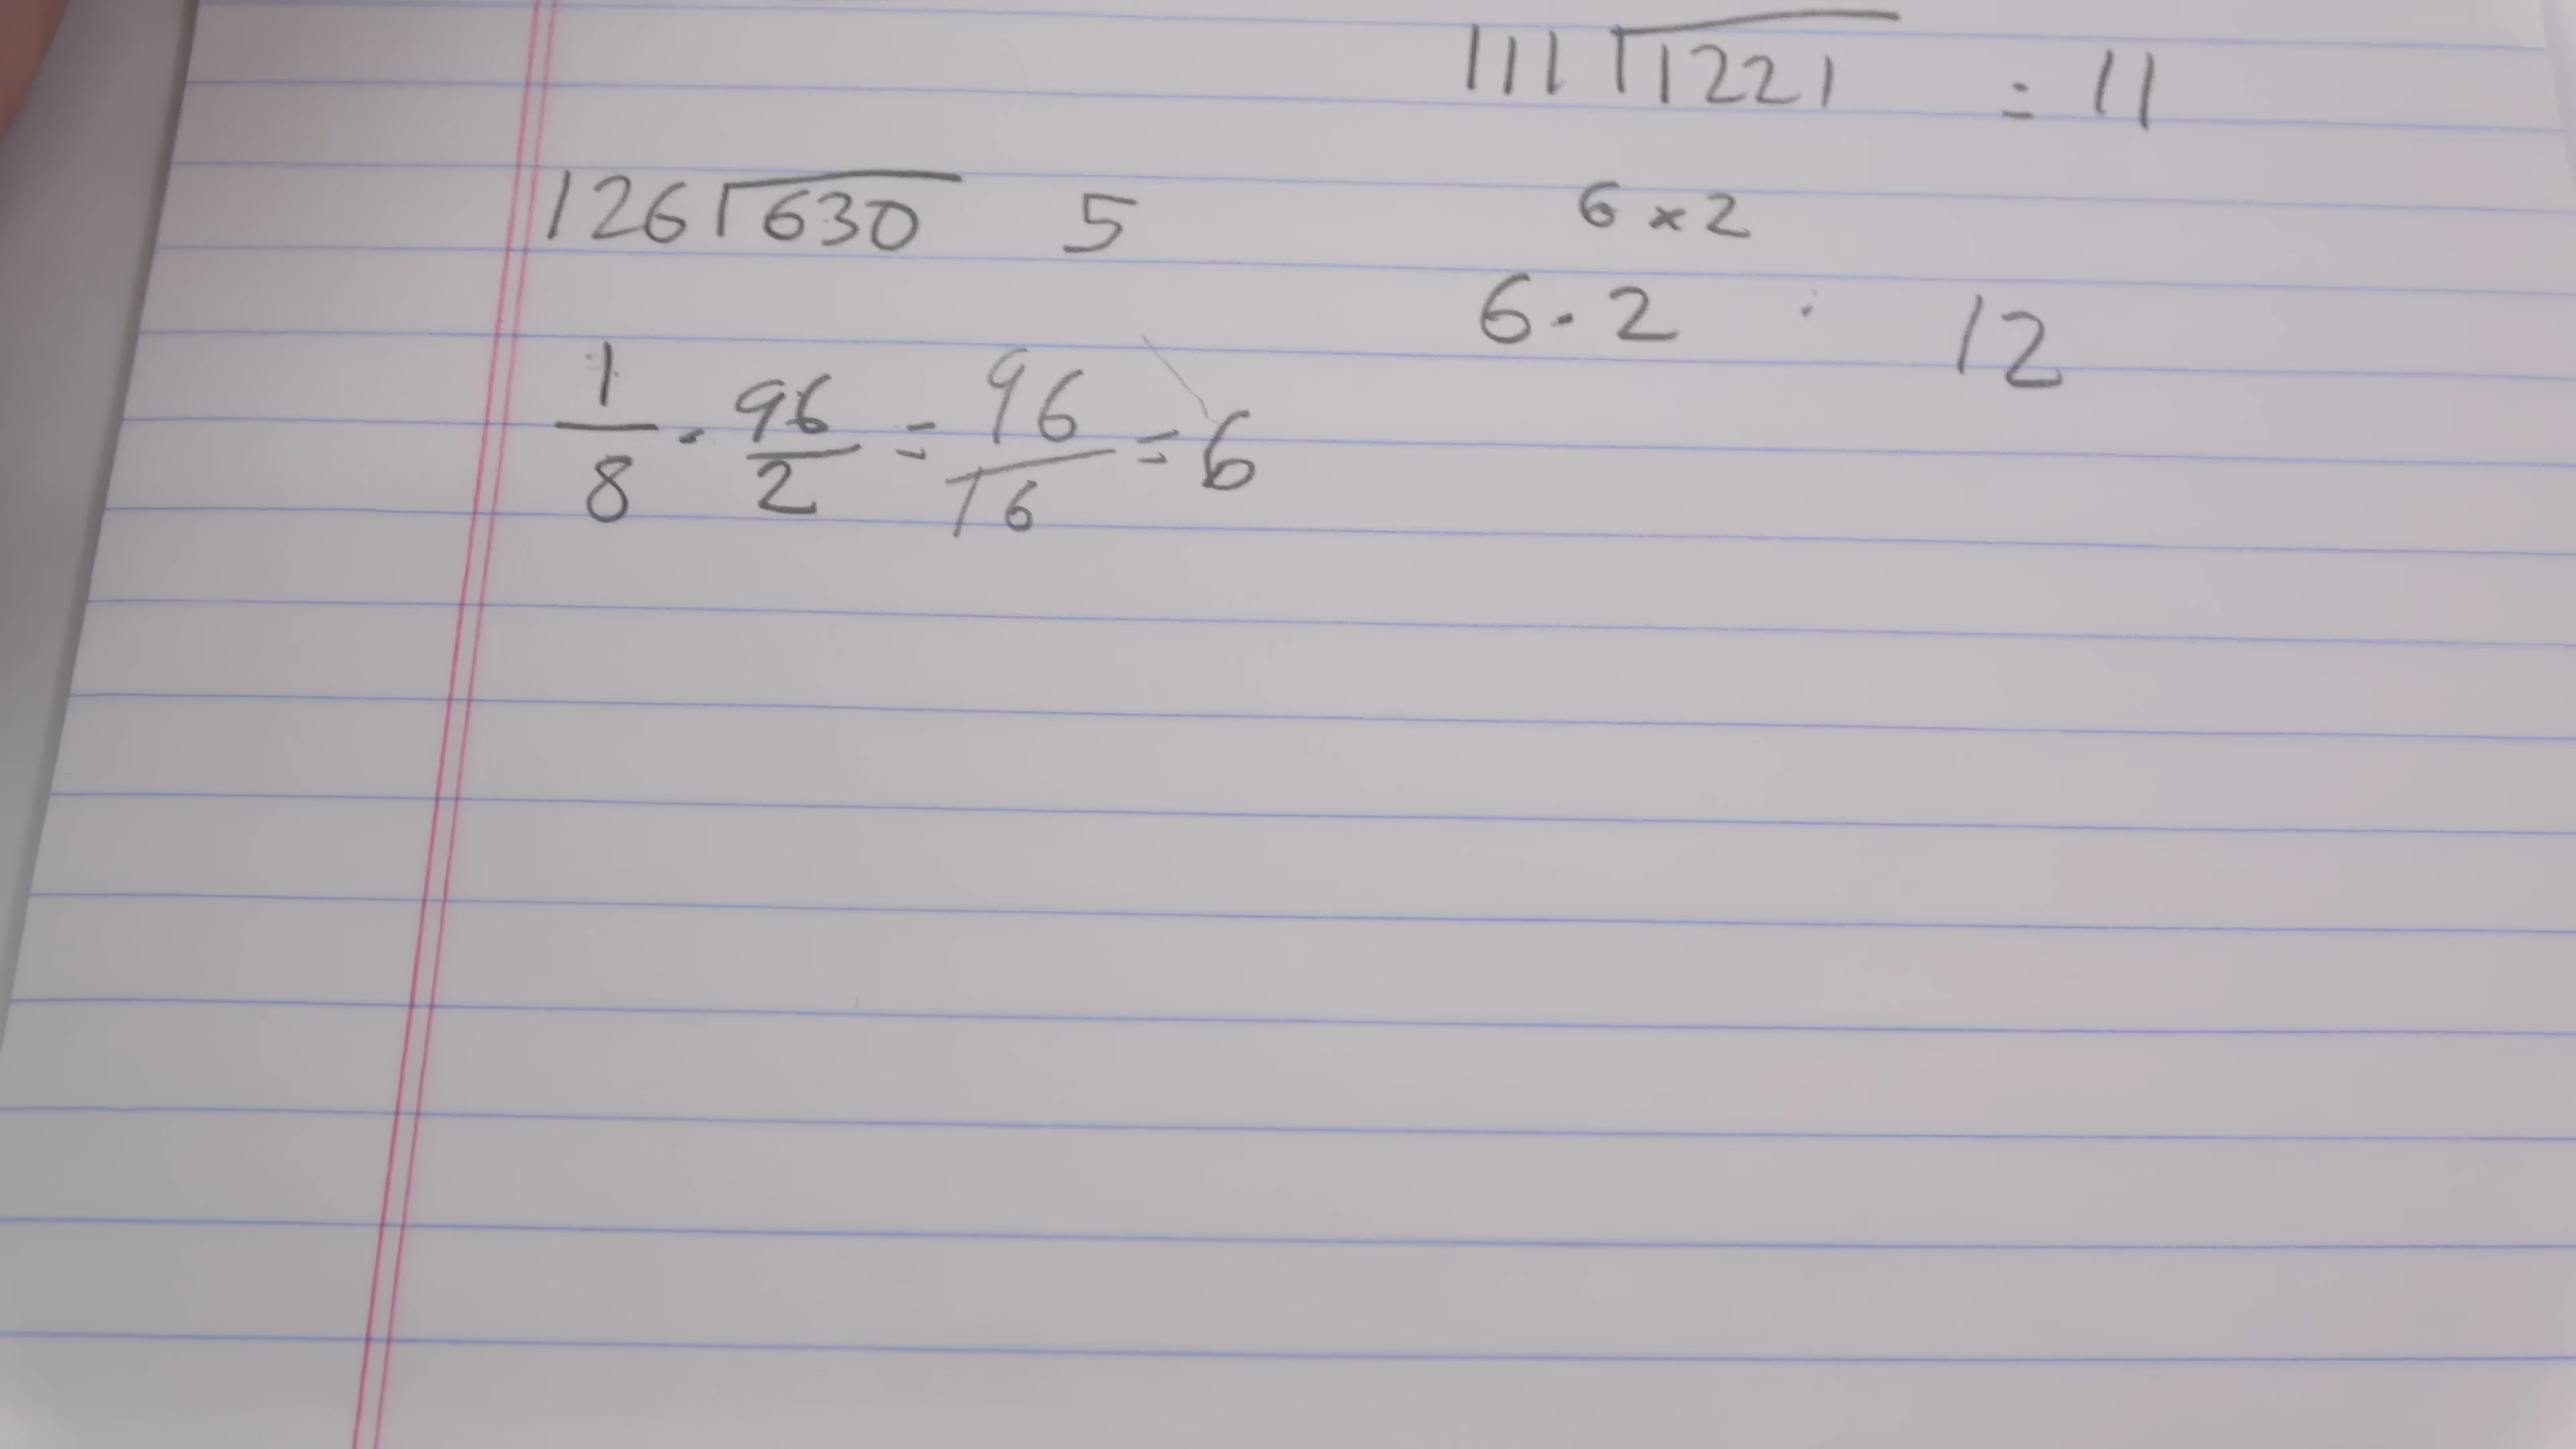 111⟌1221 = 11
126⟌630 5
6 × 2
6 · 2 12
1/8 · 96/2 = 96/16 = 6